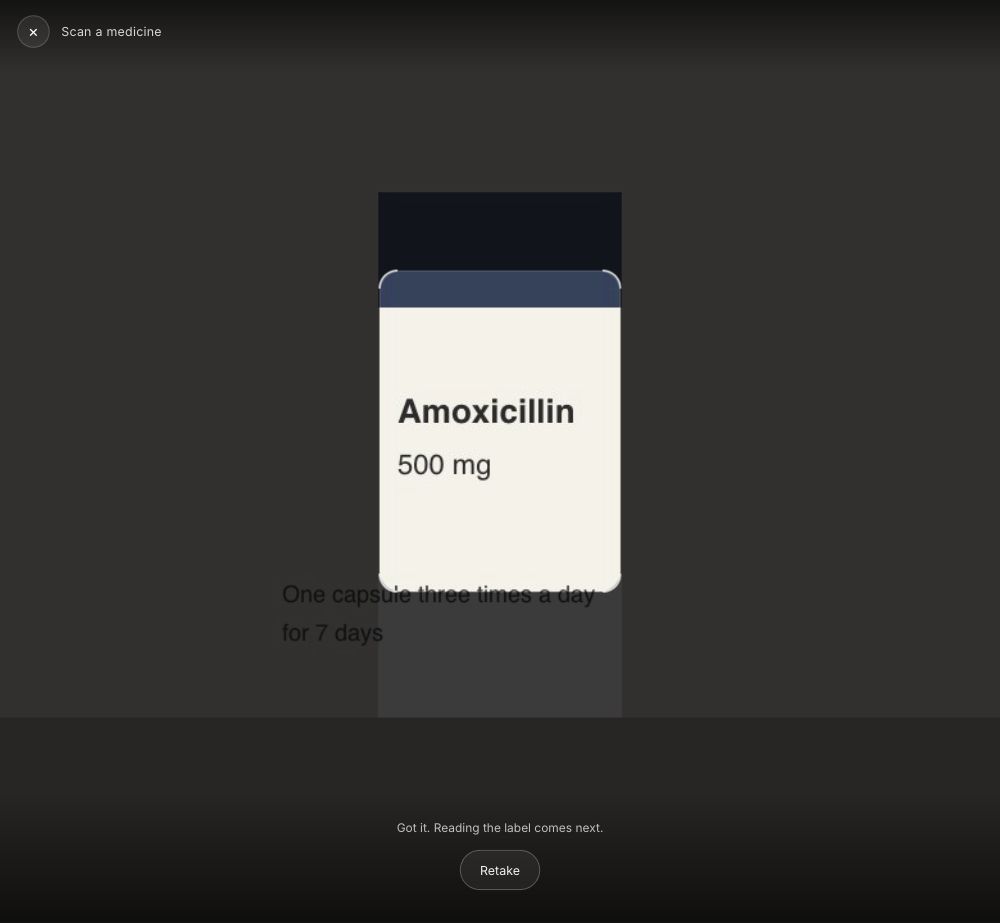 × Scan a medicine
Amoxicillin
500 mg
One capsule three times a day
for 7 days
Got it. Reading the label comes next.
Retake